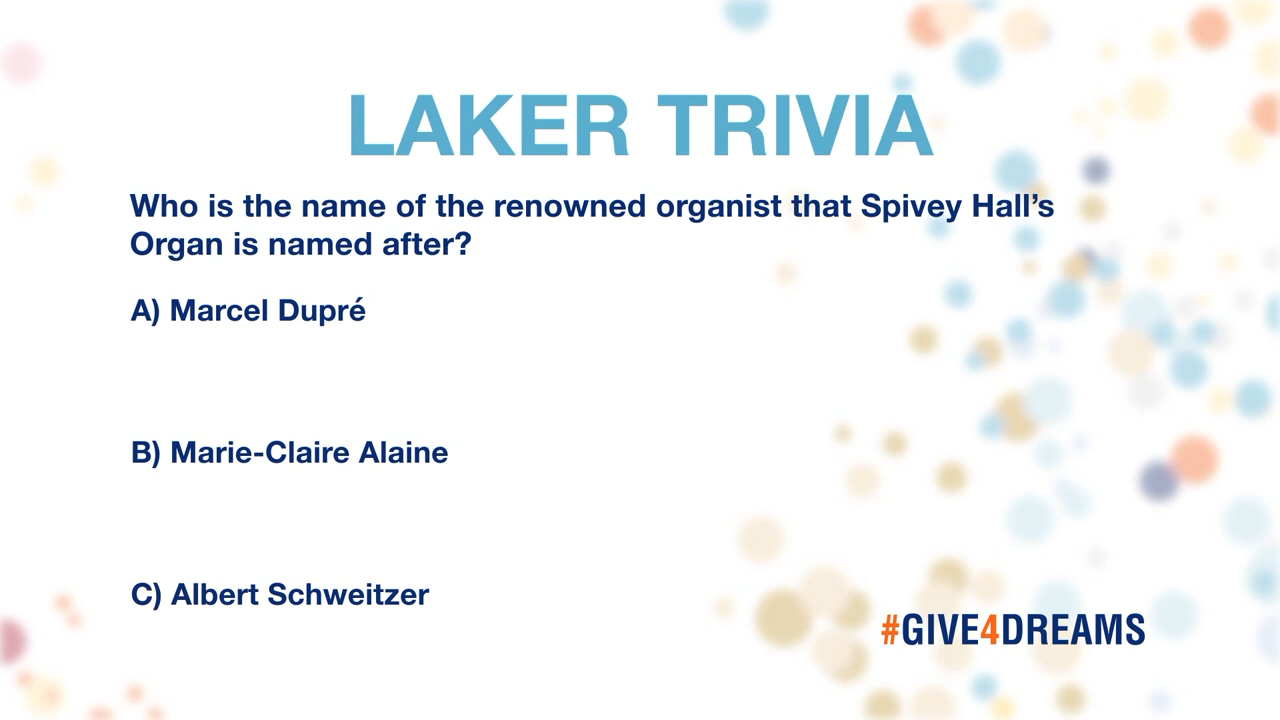 LAKER TRIVIA
Who is the name of the renowned organist that Spivey Hall’s
Organ is named after?
A) Marcel Dupré
B) Marie-Claire Alaine
C) Albert Schweitzer
#GIVE4DREAMS